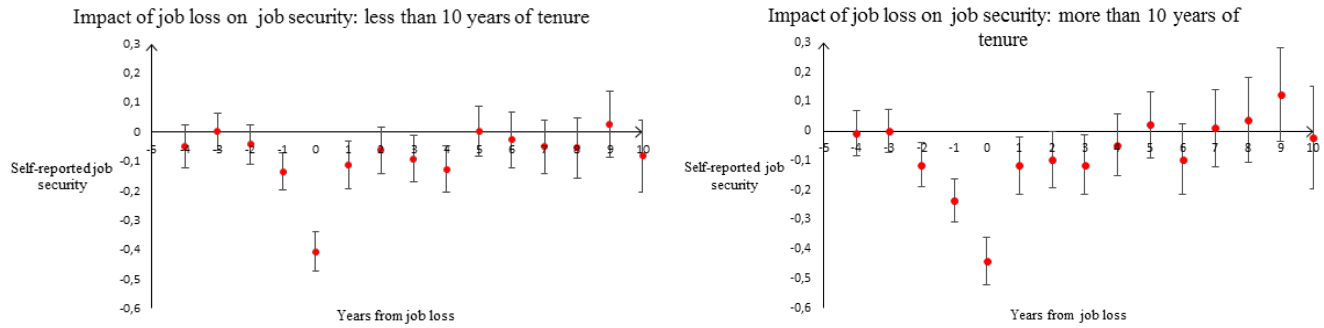 Impact of job loss on job security: less than 10 years of tenure
0,3
0,2
0,1
0
-0,1
-0,2
-0,3
-0,4
-0,5
-0,6
-5 -4 -3 -2 -1 0 1 2 3 4 5 6 7 8 9 10
Self-reported job
security
Years from job loss
Impact of job loss on job security: more than 10 years of
tenure
0,3
0,2
0,1
0
-0,1
-0,2
-0,3
-0,4
-0,5
-0,6
-5 -4 -3 -2 -1 0 1 2 3 4 5 6 7 8 9 10
Self-reported job
security
Years from job loss